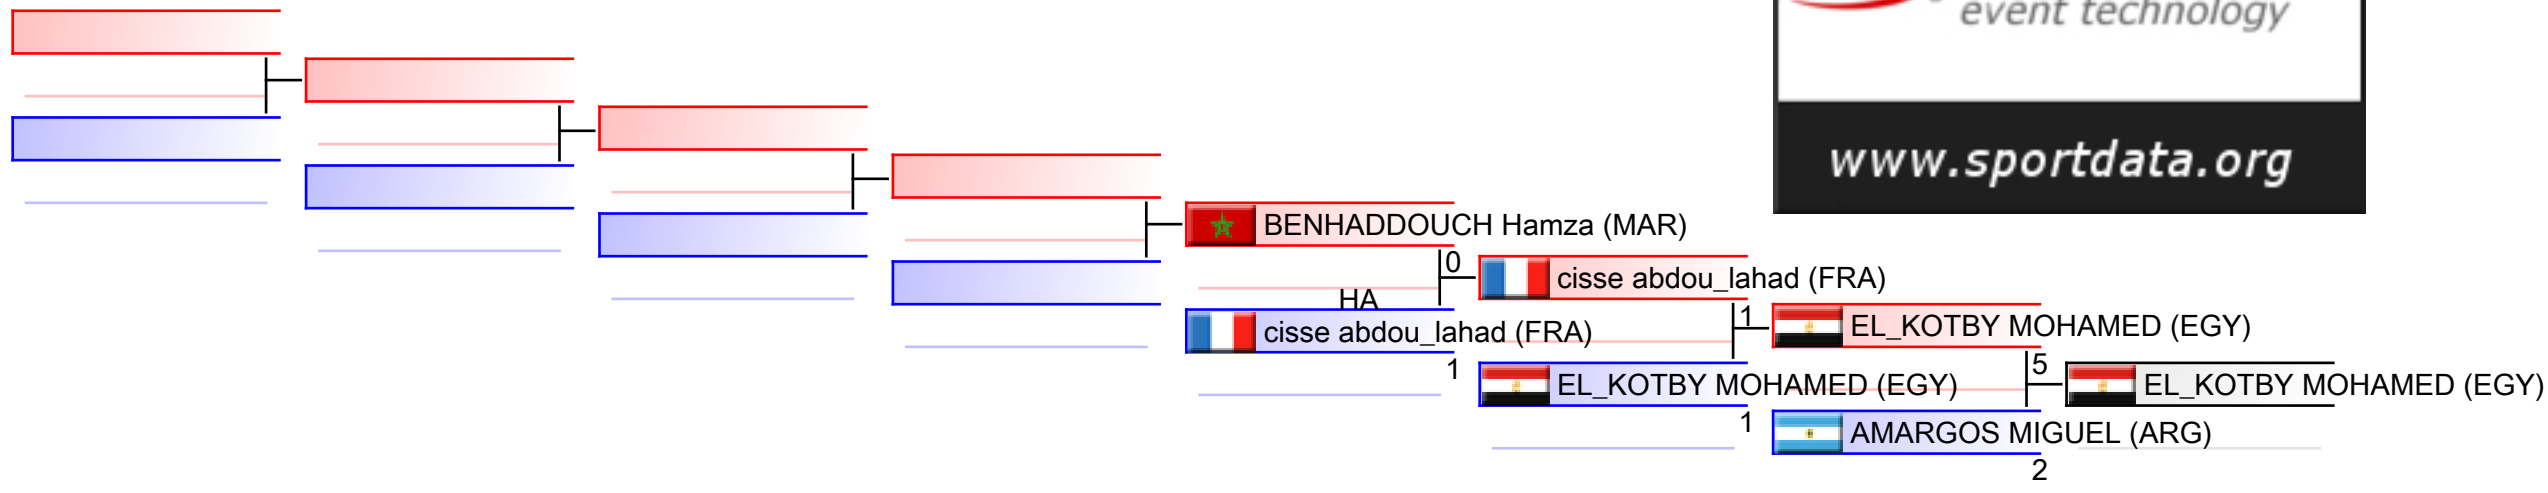 event technology
www.sportdata.org
BENHADDOUCH Hamza (MAR)
0
cisse abdou_lahad (FRA)
HA
cisse abdou_lahad (FRA)
1
1
EL_KOTBY MOHAMED (EGY)
5
EL_KOTBY MOHAMED (EGY)
1
EL_KOTBY MOHAMED (EGY)
AMARGOS MIGUEL (ARG)
2